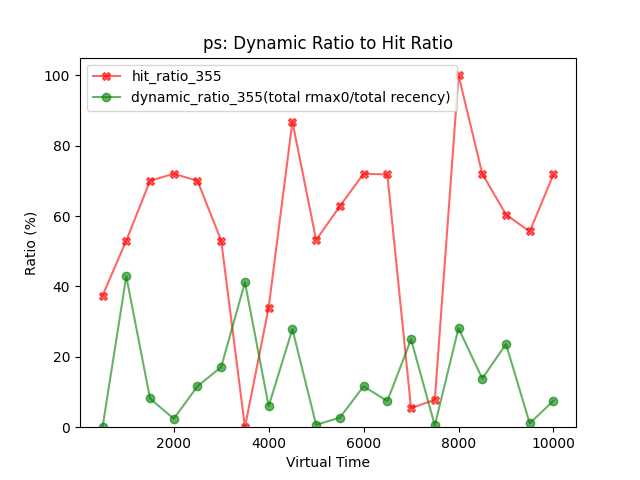 ps: Dynamic Ratio to Hit Ratio
hit_ratio_355
dynamic_ratio_355(total rmax0/total recency)
100
80
60
40
20
0
Ratio (%)
2000 4000 6000 8000 10000
Virtual Time